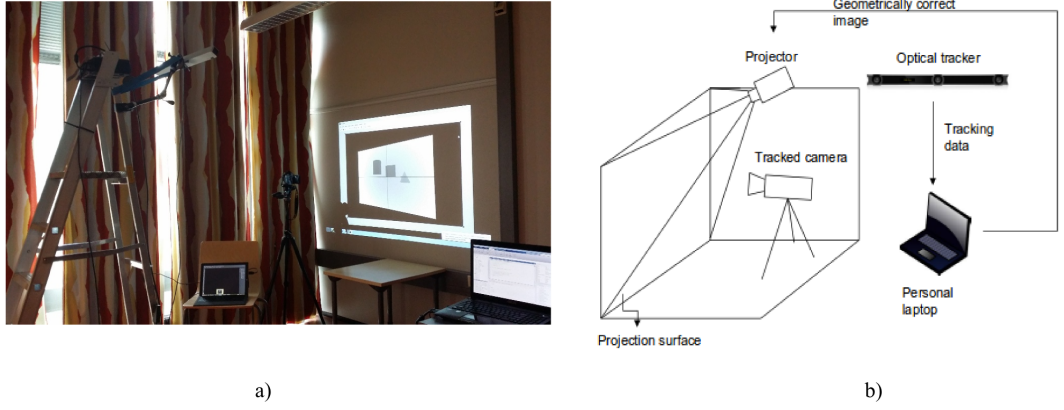 Geometrically correct
image
Projector
Optical tracker
Tracked camera
Tracking
data
Personal
laptop
Projection surface
a)
b)